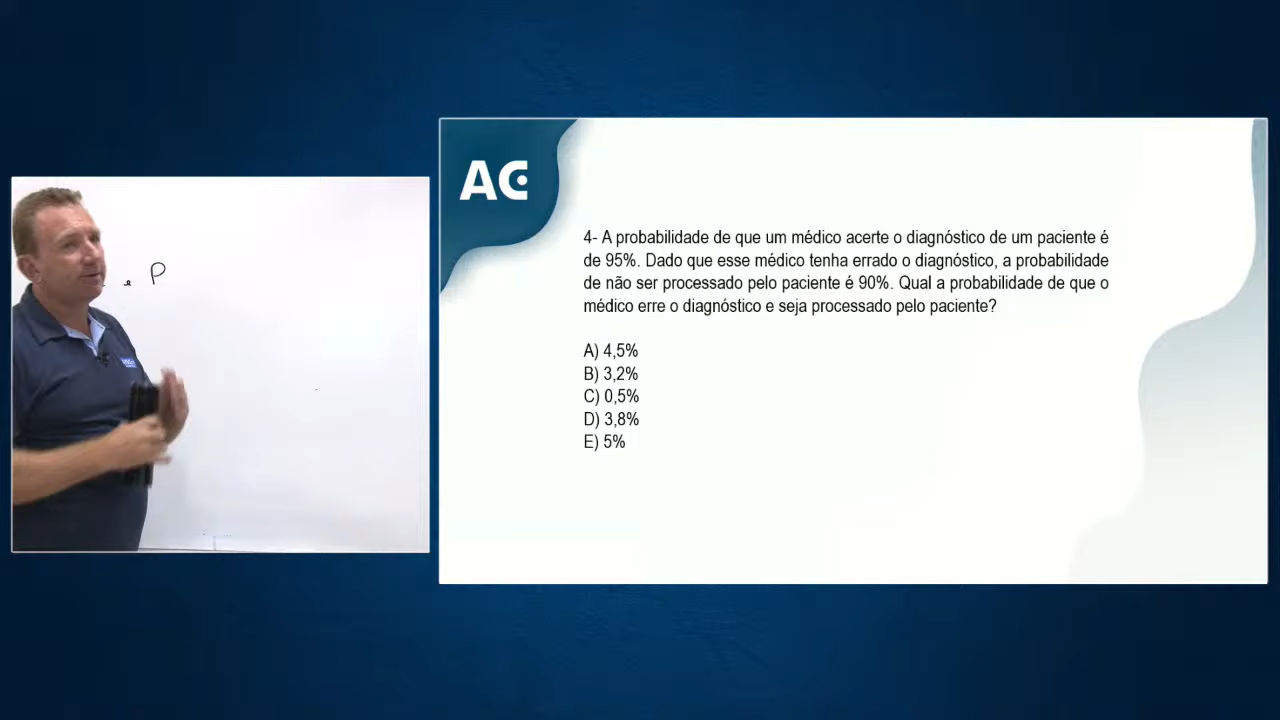 AC
e P
4- A probabilidade de que um médico acerte o diagnóstico de um paciente é
de 95%. Dado que esse médico tenha errado o diagnóstico, a probabilidade
de não ser processado pelo paciente é 90%. Qual a probabilidade de que o
médico erre o diagnóstico e seja processado pelo paciente?
A) 4,5%
B) 3,2%
C) 0,5%
D) 3,8%
E) 5%